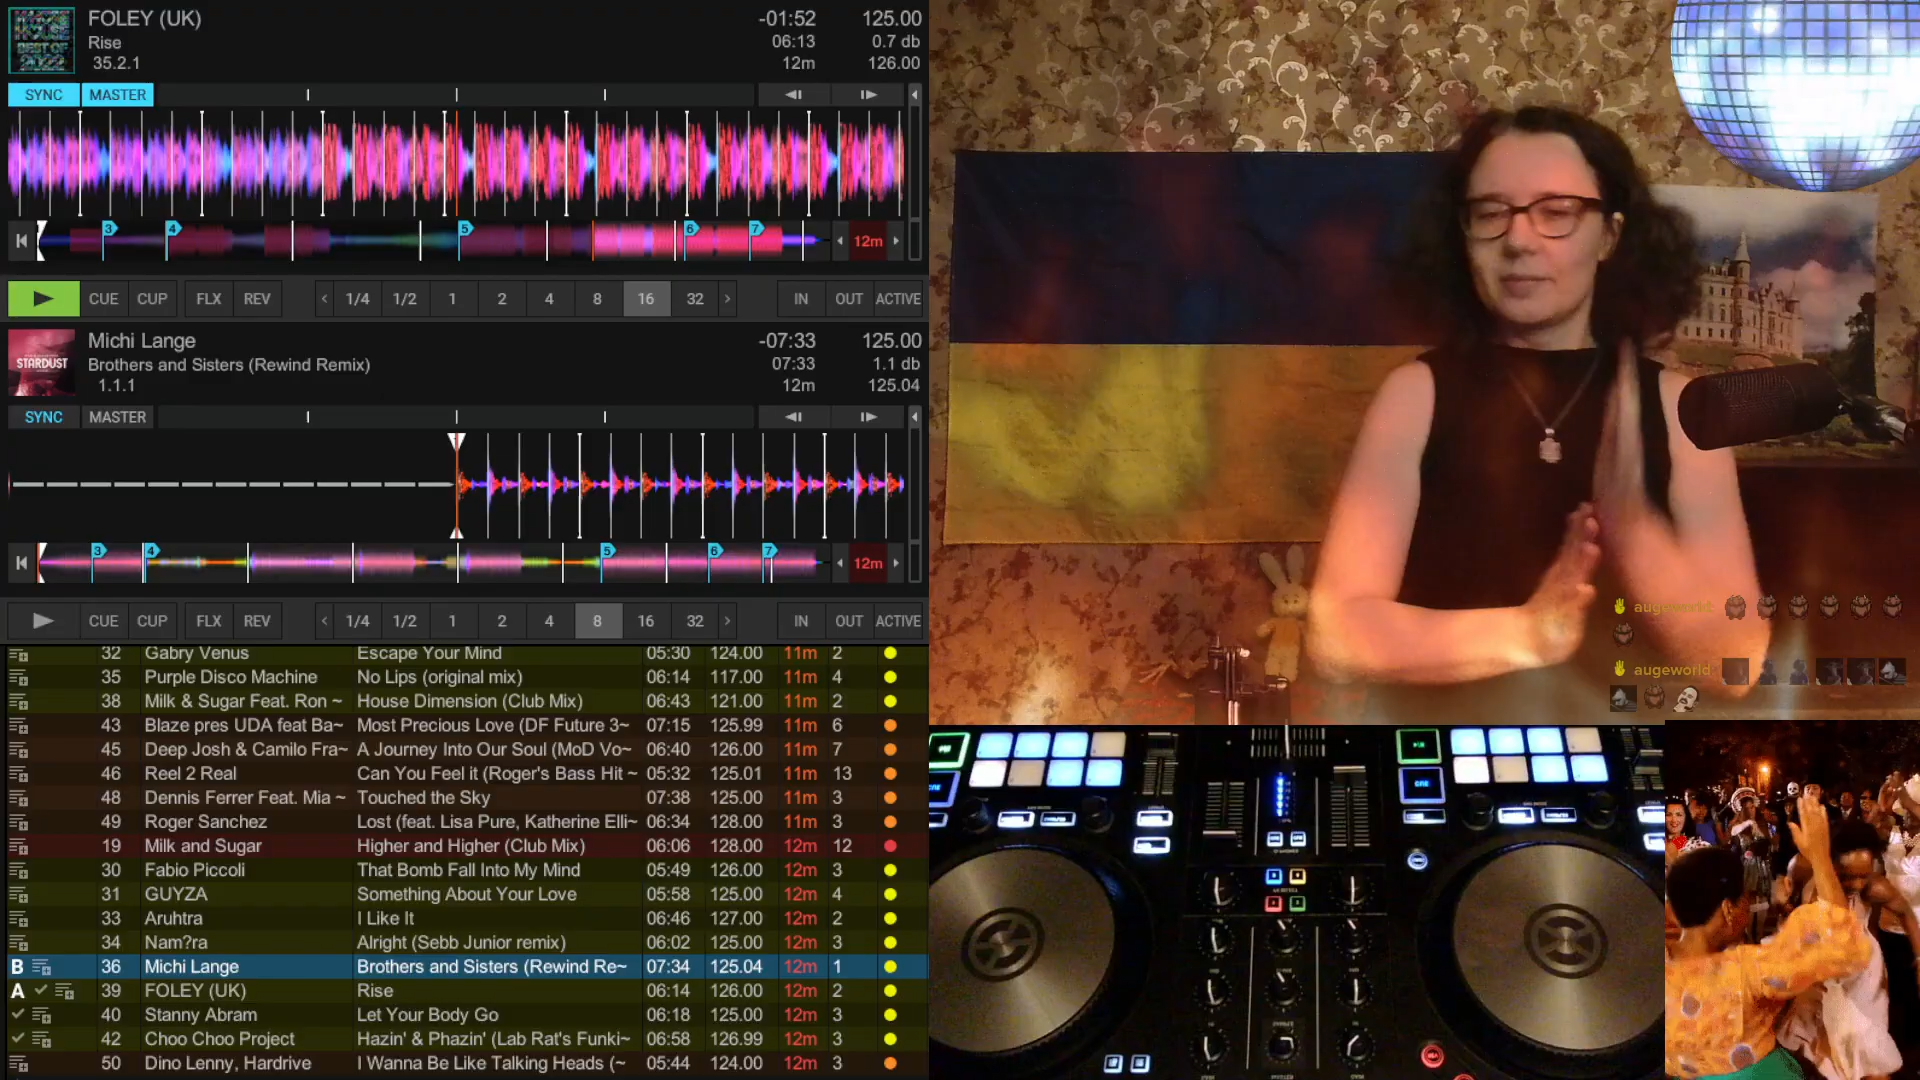 HOUSE
BEST OF
2022
FOLEY (UK)
Rise
35.2.1
-01:52
06:13
12m
125.00
0.7 db
126.00
SYNC MASTER
3 4 5 6 7
12m
CUE CUP FLX REV 1/4 1/2 1 2 4 8 16 32 IN OUT ACTIVE
STARDUST
Michi Lange
Brothers and Sisters (Rewind Remix)
1.1.1
-07:33
07:33
12m
125.00
1.1 db
125.04
SYNC MASTER
3 4 5 6 7
12m
CUE CUP FLX REV 1/4 1/2 1 2 4 8 16 32 IN OUT ACTIVE
32 Gabry Venus Escape Your Mind 05:30 124.00 11m 2
35 Purple Disco Machine No Lips (original mix) 06:14 117.00 11m 4
38 Milk & Sugar Feat. Ron ~ House Dimension (Club Mix) 06:43 121.00 11m 2
43 Blaze pres UDA feat Ba~ Most Precious Love (DF Future 3~ 07:15 125.99 11m 6
45 Deep Josh & Camilo Fra~ A Journey Into Our Soul (MoD Vo~ 06:40 126.00 11m 7
46 Reel 2 Real Can You Feel it (Roger's Bass Hit ~ 05:32 125.01 11m 13
48 Dennis Ferrer Feat. Mia ~ Touched the Sky 07:38 125.00 11m 3
49 Roger Sanchez Lost (feat. Lisa Pure, Katherine Elli~ 06:34 128.00 11m 3
19 Milk and Sugar Higher and Higher (Club Mix) 06:06 128.00 12m 12
30 Fabio Piccoli That Bomb Fall Into My Mind 05:49 126.00 12m 3
31 GUYZA Something About Your Love 05:58 125.00 12m 4
33 Aruhtra I Like It 06:46 127.00 12m 2
34 Nam?ra Alright (Sebb Junior remix) 06:02 125.00 12m 3
B 36 Michi Lange Brothers and Sisters (Rewind Re~ 07:34 125.04 12m 1
A 39 FOLEY (UK) Rise 06:14 126.00 12m 2
40 Stanny Abram Let Your Body Go 06:18 125.00 12m 3
42 Choo Choo Project Hazin' & Phazin' (Lab Rat's Funki~ 06:58 126.99 12m 3
50 Dino Lenny, Hardrive I Wanna Be Like Talking Heads (~ 05:44 124.00 12m 3
augeworld
augeworld